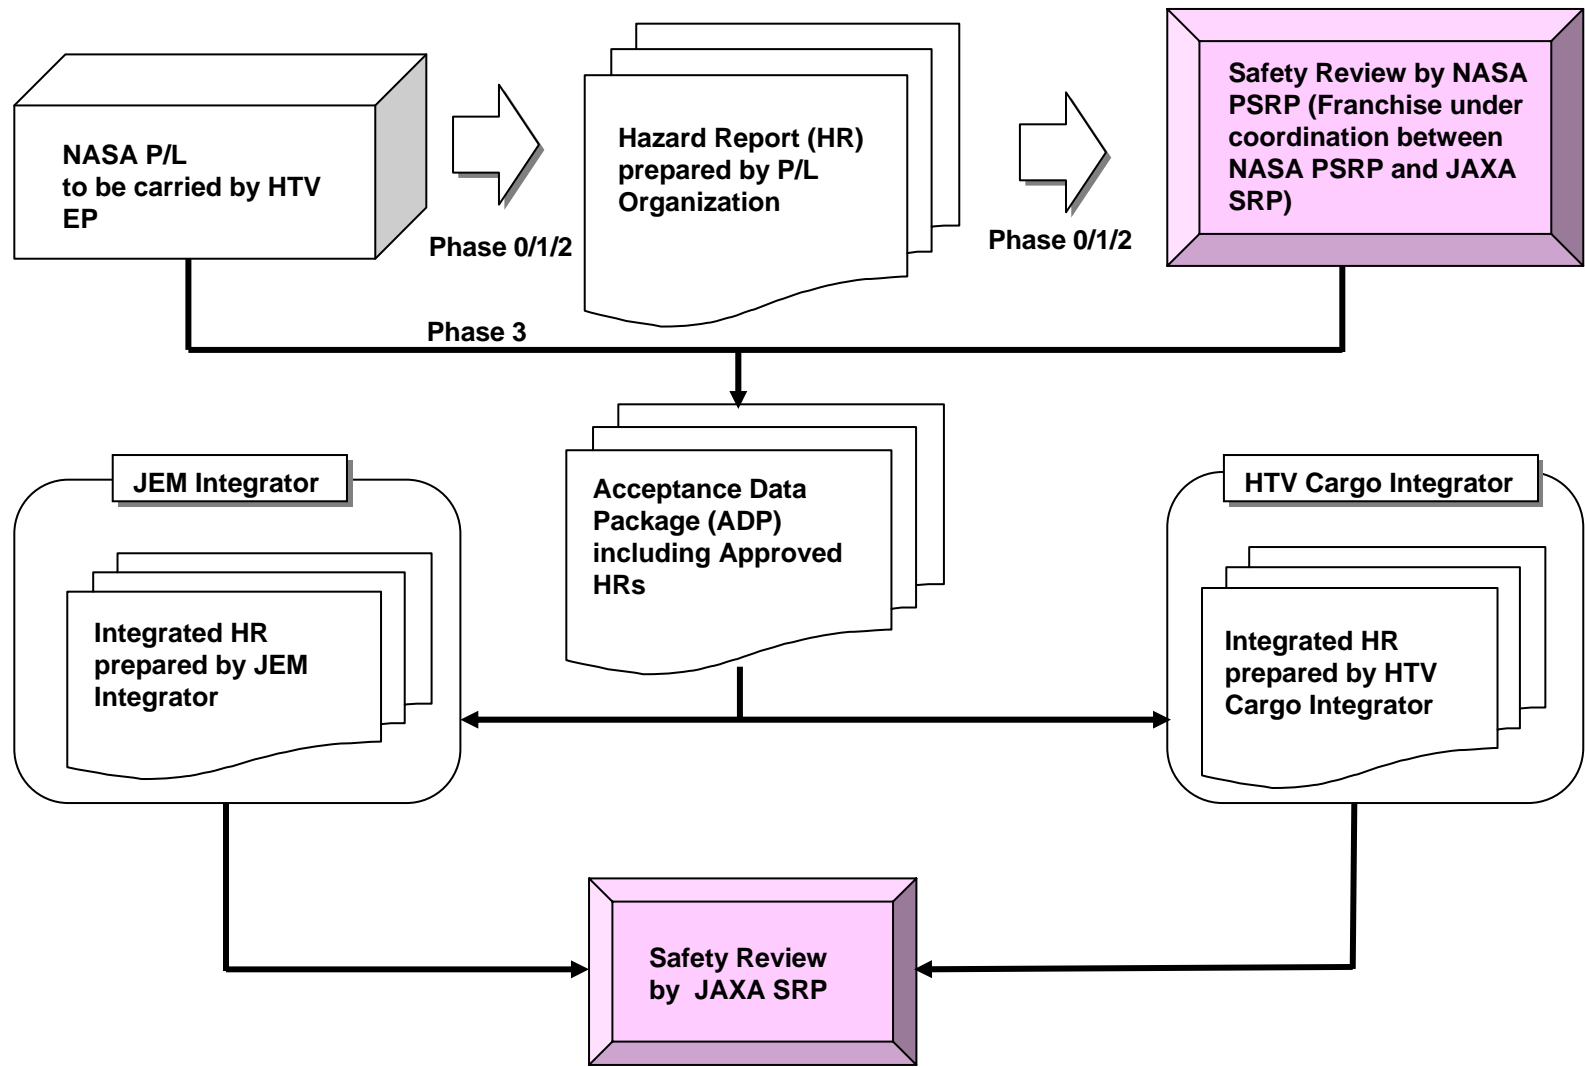 NASA P/L
to be carried by HTV
EP
Phase 0/1/2
Hazard Report (HR)
prepared by P/L
Organization
Phase 0/1/2
Safety Review by NASA
PSRP (Franchise under
coordination between
NASA PSRP and JAXA
SRP)
Phase 3
Acceptance Data
Package (ADP)
including Approved
HRs
JEM Integrator
Integrated HR
prepared by JEM
Integrator
HTV Cargo Integrator
Integrated HR
prepared by HTV
Cargo Integrator
Safety Review
by JAXA SRP